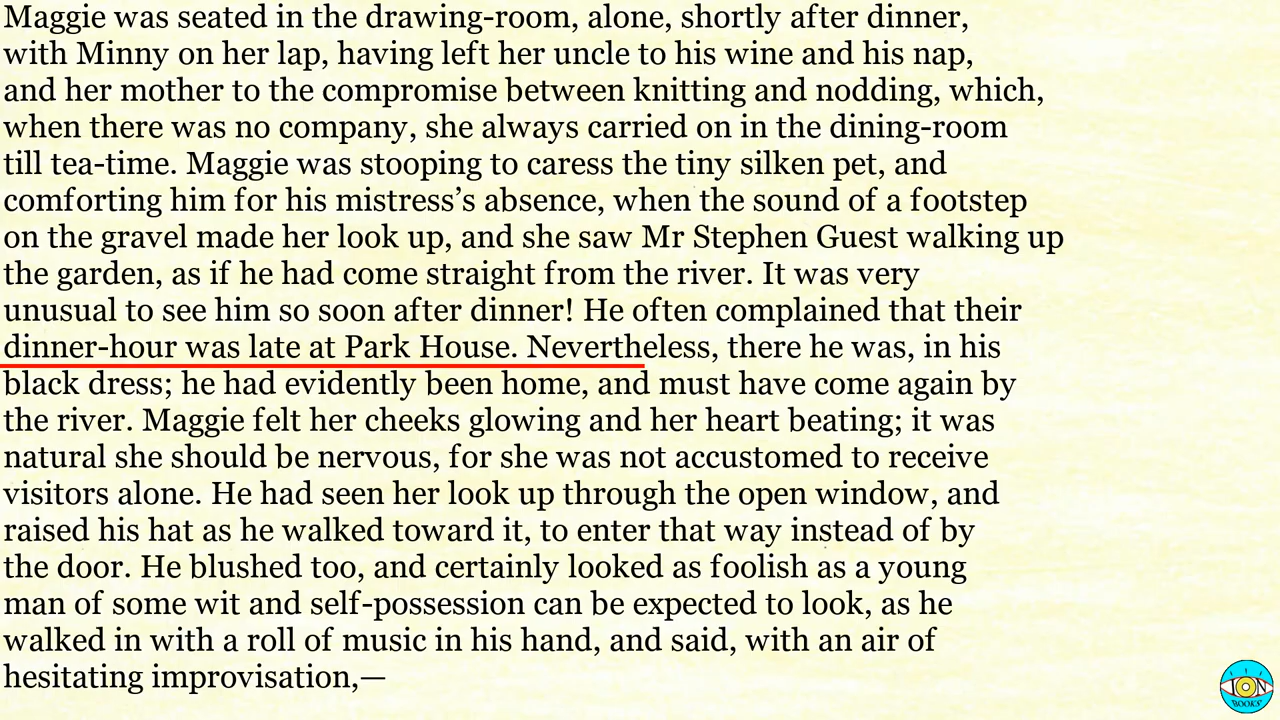 Maggie was seated in the drawing-room, alone, shortly after dinner,
with Minny on her lap, having left her uncle to his wine and his nap,
and her mother to the compromise between knitting and nodding, which,
when there was no company, she always carried on in the dining-room
till tea-time. Maggie was stooping to caress the tiny silken pet, and
comforting him for his mistress’s absence, when the sound of a footstep
on the gravel made her look up, and she saw Mr Stephen Guest walking up
the garden, as if he had come straight from the river. It was very
unusual to see him so soon after dinner! He often complained that their
dinner-hour was late at Park House. Nevertheless, there he was, in his
black dress; he had evidently been home, and must have come again by
the river. Maggie felt her cheeks glowing and her heart beating; it was
natural she should be nervous, for she was not accustomed to receive
visitors alone. He had seen her look up through the open window, and
raised his hat as he walked toward it, to enter that way instead of by
the door. He blushed too, and certainly looked as foolish as a young
man of some wit and self-possession can be expected to look, as he
walked in with a roll of music in his hand, and said, with an air of
hesitating improvisation,—
ION
BOOKS